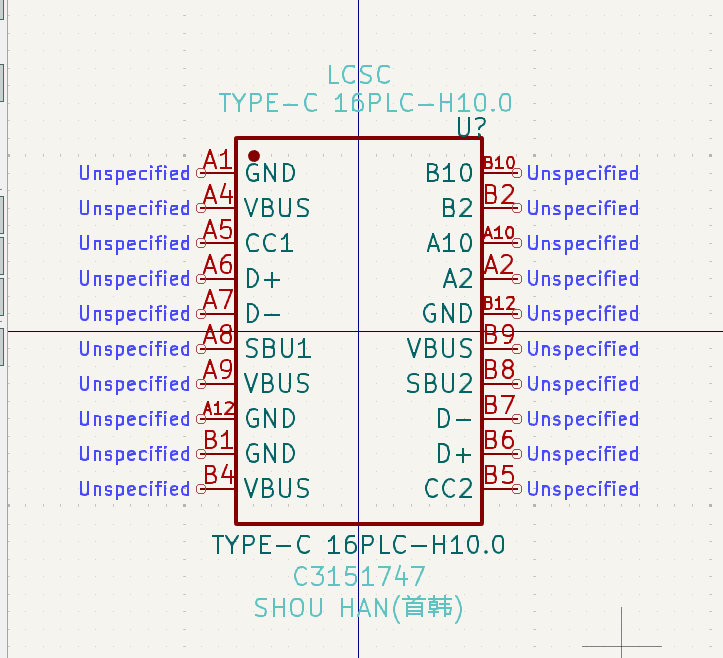 LCSC
TYPE-C 16PLC-H10.0
U?
Unspecified A1 GND B10 B10 Unspecified
Unspecified A4 VBUS B2 B2 Unspecified
Unspecified A5 CC1 A10 A10 Unspecified
Unspecified A6 D+ A2 A2 Unspecified
Unspecified A7 D- GND B12 Unspecified
Unspecified A8 SBU1 VBUS B9 Unspecified
Unspecified A9 VBUS SBU2 B8 Unspecified
Unspecified A12 GND D- B7 Unspecified
Unspecified B1 GND D+ B6 Unspecified
Unspecified B4 VBUS CC2 B5 Unspecified
TYPE-C 16PLC-H10.0
C3151747
SHOU HAN(首韩)